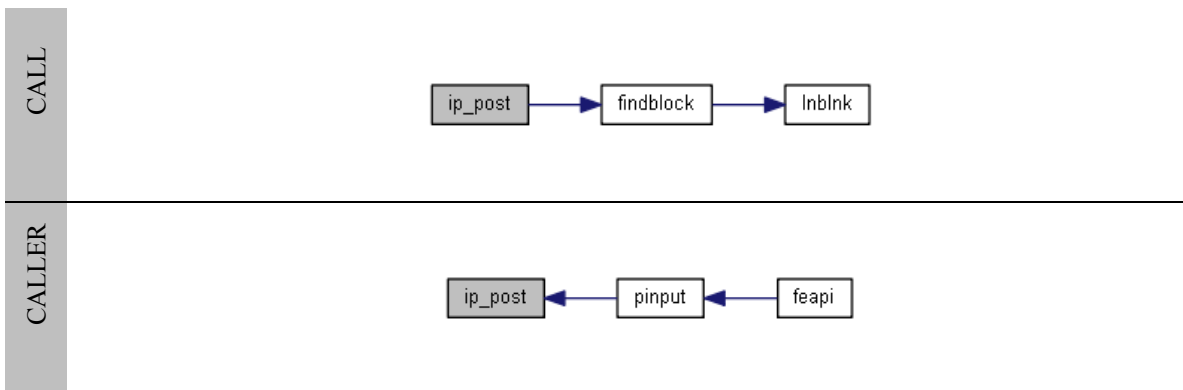 CALL
ip_post
findblock
lnblnk
CALLER
ip_post
pinput
feapi